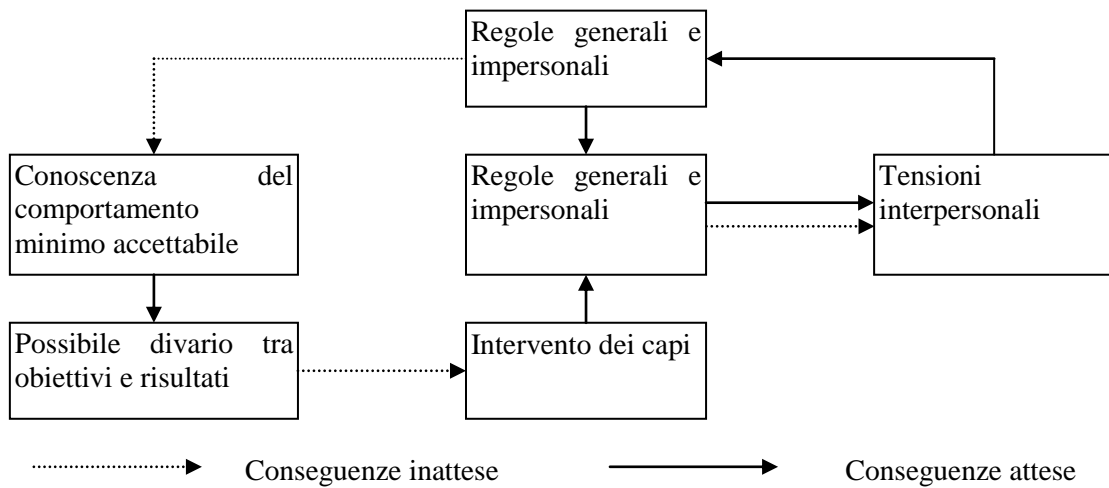 Regole generali e
impersonali
Conoscenza del
comportamento
minimo accettabile
Regole generali e
impersonali
Tensioni
interpersonali
Possibile divario tra
obiettivi e risultati
Intervento dei capi
Conseguenze inattese
Conseguenze attese